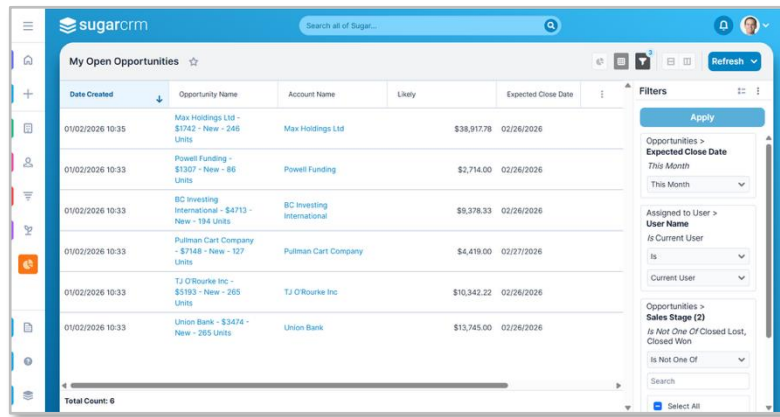 sugarcrm
Search all of Sugar...
My Open Opportunities
3
Refresh
Date Created
Opportunity Name
Account Name
Likely
Expected Close Date
01/02/2026 10:35
Max Holdings Ltd -
$1742 - New - 246
Units
Max Holdings Ltd
$38,917.78
02/26/2026
01/02/2026 10:33
Powell Funding -
$1307 - New - 86
Units
Powell Funding
$2,714.00
02/26/2026
01/02/2026 10:33
BC Investing
International - $4713 -
New - 194 Units
BC Investing
International
$9,378.33
02/26/2026
01/02/2026 10:33
Pullman Cart Company
- $7148 - New - 127
Units
Pullman Cart Company
$4,419.00
02/27/2026
01/02/2026 10:33
TJ O'Rourke Inc -
$5193 - New - 265
Units
TJ O'Rourke Inc
$10,342.22
02/26/2026
01/02/2026 10:33
Union Bank - $3474 -
New - 265 Units
Union Bank
$13,745.00
02/26/2026
Total Count: 6
Filters
Apply
Opportunities >
Expected Close Date
This Month
This Month
Assigned to User >
User Name
Is Current User
Is
Current User
Opportunities >
Sales Stage (2)
Is Not One Of Closed Lost,
Closed Won
Is Not One Of
Search
Select All